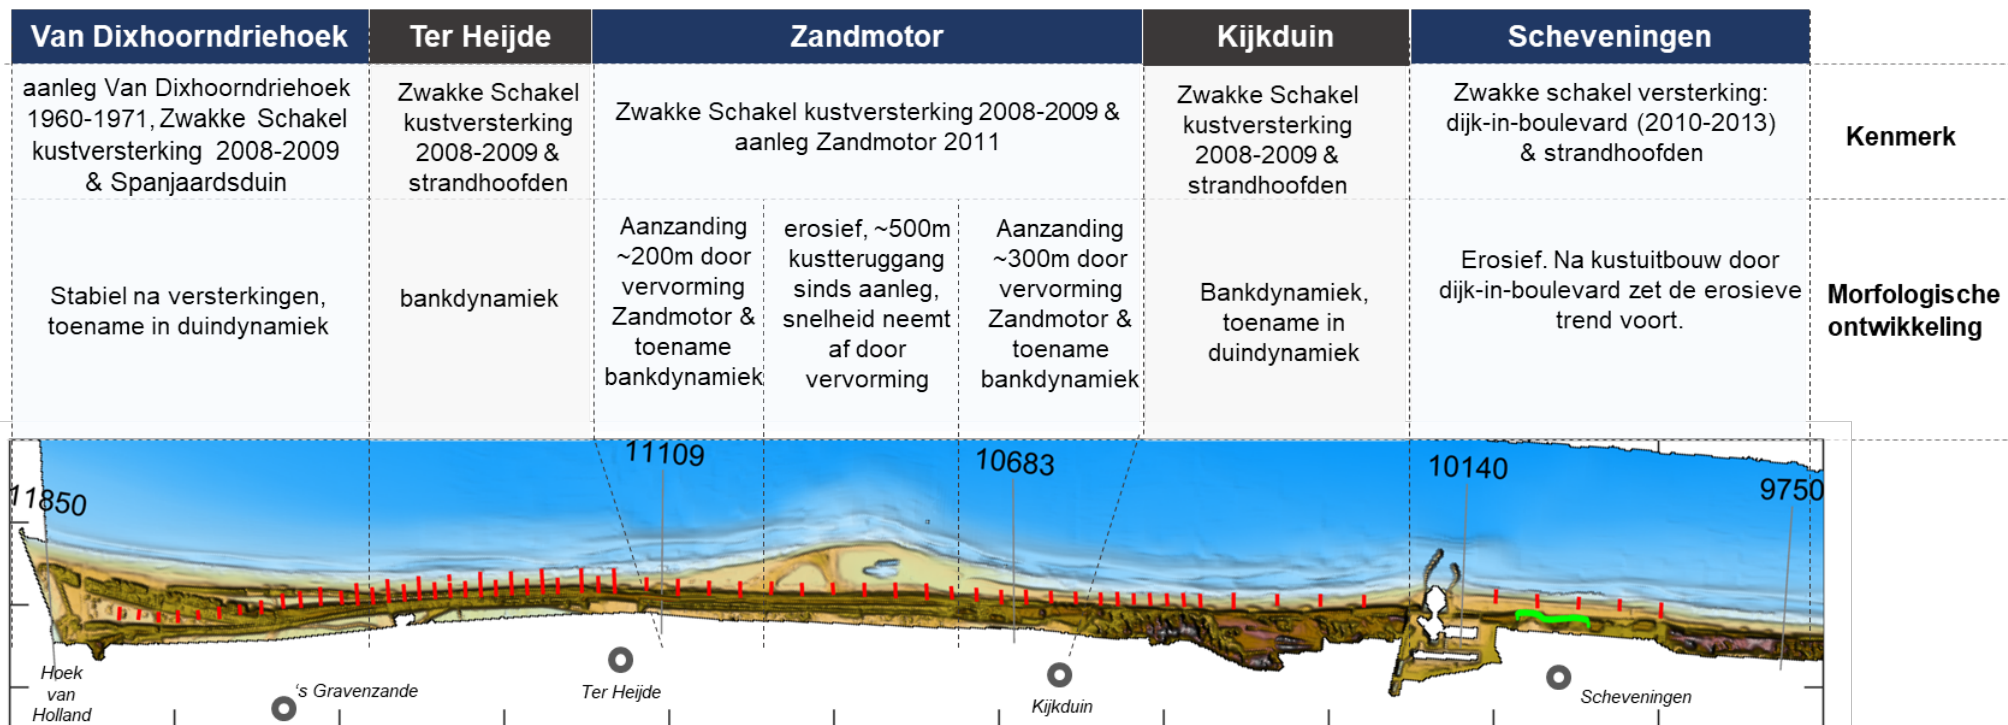 Van Dixhoorndriehoek
Ter Heijde
Zandmotor
Kijkduin
Scheveningen
aanleg Van Dixhoorndriehoek
1960-1971, Zwakke Schakel
kustversterking 2008-2009
& Spanjaardsduin
Zwakke Schakel
kustversterking
2008-2009 &
strandhoofden
Zwakke Schakel kustversterking 2008-2009 &
aanleg Zandmotor 2011
Zwakke Schakel
kustversterking
2008-2009 &
strandhoofden
Zwakke schakel versterking:
dijk-in-boulevard (2010-2013)
& strandhoofden
Kenmerk
Stabiel na versterkingen,
toename in duindynamiek
bankdynamiek
Aanzanding
~200m door
vervorming
Zandmotor &
toename
bankdynamiek
erosief, ~500m
kustteruggang
sinds aanleg,
snelheid neemt
af door
vervorming
Aanzanding
~300m door
vervorming
Zandmotor &
toename
bankdynamiek
Bankdynamiek,
toename in
duindynamiek
Erosief. Na kustuitbouw door
dijk-in-boulevard zet de erosieve
trend voort.
Morfologische
ontwikkeling
11850
11109
10683
10140
9750
Hoek
van
Holland
's Gravenzande
Ter Heijde
Kijkduin
Scheveningen